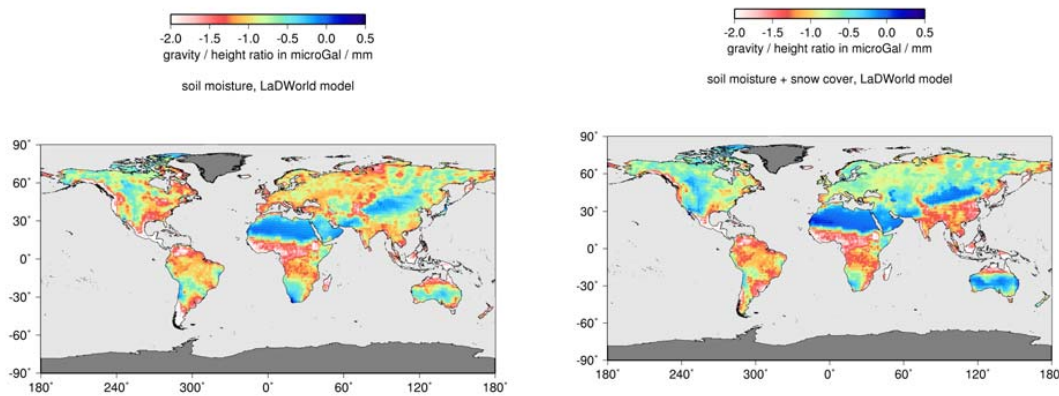 -2.0 -1.5 -1.0 -0.5 0.0 0.5
gravity / height ratio in microGal / mm
soil moisture, LaDWorld model
90˚
60˚
30˚
0˚
-30˚
-60˚
-90˚
180˚ 240˚ 300˚ 0˚ 60˚ 120˚ 180˚
-2.0 -1.5 -1.0 -0.5 0.0 0.5
gravity / height ratio in microGal / mm
soil moisture + snow cover, LaDWorld model
90˚
60˚
30˚
0˚
-30˚
-60˚
-90˚
180˚ 240˚ 300˚ 0˚ 60˚ 120˚ 180